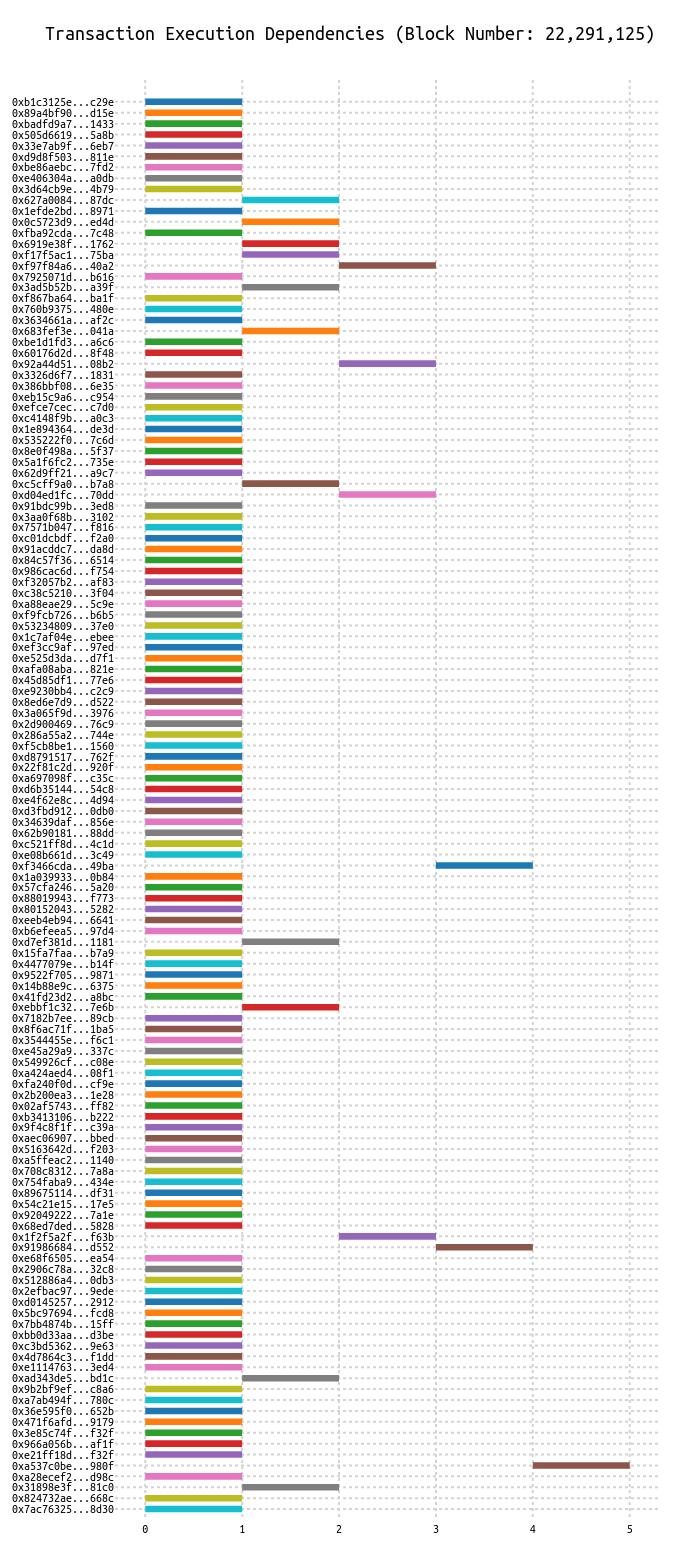 Transaction Execution Dependencies (Block Number: 22,291,125)
0xb1c3125e...c29e
0x89a4bf90...d15e
0xbadfd9a7...1433
0x505d6619...5a8b
0x33e7ab9f...6eb7
0xd9d8f503...811e
0xbe86aebc...7fd2
0xe406304a...a0db
0x3d64cb9e...4b79
0x627a0084...87dc
0x1efde2bd...8971
0x0c5723d9...ed4d
0xfba92cda...7c48
0x6919e38f...1762
0xf17f5ac1...75ba
0xf97f84a6...40a2
0x7925071d...b616
0x3ad5b52b...a39f
0xf867ba64...ba1f
0x760b9375...480e
0x3634661a...af2c
0x683fef3e...041a
0xbe1d1fd3...a6c6
0x60176d2d...8f48
0x92a44d51...08b2
0x3326d6f7...1831
0x386bbf08...6e35
0xeb15c9a6...c954
0xefce7cec...c7d0
0xc4148f9b...a0c3
0x1e894364...de3d
0x535222f0...7c6d
0x8e0f498a...5f37
0x5a1f6fc2...735e
0x62d9ff21...a9c7
0xc5cff9a0...b7a8
0xd04ed1fc...70dd
0x91bdc99b...3ed8
0x3aa0f68b...3102
0x7571b047...f816
0xc01dcbdf...f2a0
0x91acddc7...da8d
0x84c57f36...6514
0x986cac6d...f754
0xf32057b2...af83
0xc38c5210...3f04
0xa88eae29...5c9e
0xf9fcb726...b6b5
0x53234809...37e0
0x1c7af04e...ebee
0xef3cc9af...97ed
0xe525d3da...d7f1
0xafa08aba...821e
0x45d85df1...77e6
0xe9230bb4...c2c9
0x8ed6e7d9...d522
0x3a065f9d...3976
0x2d900469...76c9
0x286a55a2...744e
0xf5cb8be1...1560
0xd8791517...762f
0x22f81c2d...920f
0xa697098f...c35c
0xd6b35144...54c8
0xe4f62e8c...4d94
0xd3fbd912...0db0
0x34639daf...856e
0x62b90181...88dd
0xc521ff8d...4c1d
0xe08b661d...3c49
0xf3466cda...49ba
0x1a039933...0b84
0x57cfa246...5a20
0x88019943...f773
0x80152043...5282
0xeeb4eb94...6641
0xb6efeea5...97d4
0xd7ef381d...1181
0x15fa7faa...b7a9
0x4477079e...b14f
0x9522f705...9871
0x14b88e9c...6375
0x41fd23d2...a8bc
0xebbf1c32...7e6b
0x7182b7ee...89cb
0x8f6ac71f...1ba5
0x3544455e...f6c1
0xe45a29a9...337c
0x549926cf...c08e
0xa424aed4...08f1
0xfa240f0d...cf9e
0x2b200ea3...1e28
0x02af5743...ff82
0xb3413106...b222
0x9f4c8f1f...c39a
0xaec06907...bbed
0x5163642d...f203
0xa5ffeac2...1140
0x708c8312...7a8a
0x754faba9...434e
0x89675114...df31
0x54c21e15...17e5
0x92049222...7a1e
0x68ed7ded...5828
0x1f2f5a2f...f63b
0x91986684...d552
0xe68f6505...ea54
0x2906c78a...32c8
0x512886a4...0db3
0x2efbac97...9ede
0xd0145257...2912
0x5bc97694...fcd8
0x7bb4874b...15ff
0xbb0d33aa...d3be
0xc3bd5362...9e63
0x4d7864c3...f1dd
0xe1114763...3ed4
0xad343de5...bd1c
0x9b2bf9ef...c8a6
0xa7ab494f...780c
0x36e595f0...652b
0x471f6afd...9179
0x3e85c74f...f32f
0x966a056b...af1f
0xe21ff18d...f32f
0xa537c0be...980f
0xa28ecef2...d98c
0x31898e3f...81c0
0x824732ae...668c
0x7ac76325...8d30
0 1 2 3 4 5